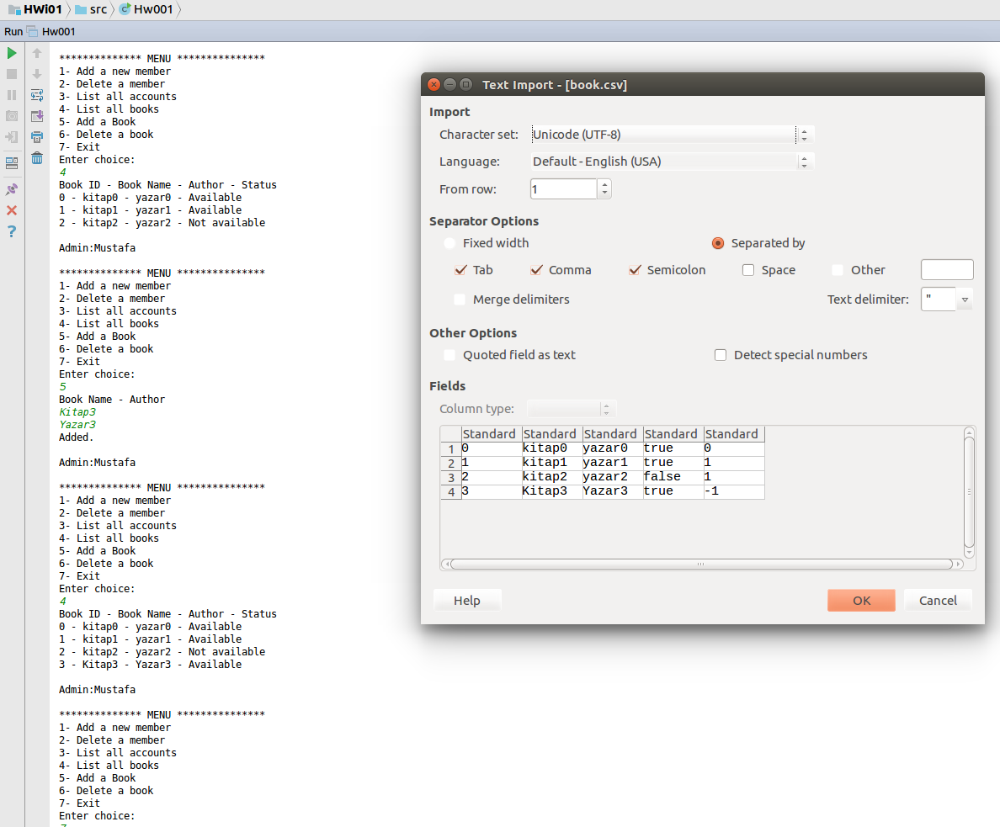 HWi01 src Hw001
Run Hw001
************** MENU ***************
1- Add a new member
2- Delete a member
3- List all accounts
4- List all books
5- Add a Book
6- Delete a book
7- Exit
Enter choice:
4
Book ID - Book Name - Author - Status
0 - kitap0 - yazar0 - Available
1 - kitap1 - yazar1 - Available
2 - kitap2 - yazar2 - Not available
Admin:Mustafa
************** MENU ***************
1- Add a new member
2- Delete a member
3- List all accounts
4- List all books
5- Add a Book
6- Delete a book
7- Exit
Enter choice:
5
Book Name - Author
Kitap3
Yazar3
Added.
Admin:Mustafa
************** MENU ***************
1- Add a new member
2- Delete a member
3- List all accounts
4- List all books
5- Add a Book
6- Delete a book
7- Exit
Enter choice:
4
Book ID - Book Name - Author - Status
0 - kitap0 - yazar0 - Available
1 - kitap1 - yazar1 - Available
2 - kitap2 - yazar2 - Not available
3 - Kitap3 - Yazar3 - Available
Admin:Mustafa
************** MENU ***************
1- Add a new member
2- Delete a member
3- List all accounts
4- List all books
5- Add a Book
6- Delete a book
7- Exit
Enter choice:
Text Import - [book.csv]
Import
Character set: Unicode (UTF-8)
Language: Default - English (USA)
From row: 1
Separator Options
Fixed width Separated by
Tab Comma Semicolon Space Other
Merge delimiters Text delimiter: "
Other Options
Quoted field as text Detect special numbers
Fields
Column type:
Standard Standard Standard Standard Standard
1 0 kitap0 yazar0 true 0
2 1 kitap1 yazar1 true 1
3 2 kitap2 yazar2 false 1
4 3 Kitap3 Yazar3 true -1
Help OK Cancel